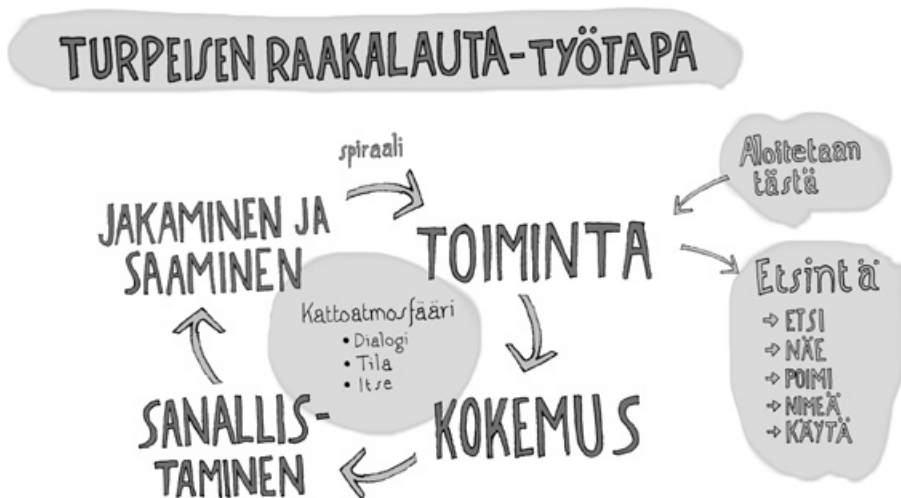 TURPEISEN RAAKALAUTA-TYÖTAPA
spiraali
Aloitetaan
tästä
JAKAMINEN JA
SAAMINEN
TOIMINTA
Etsintä
ETSI
NÄE
POIMI
NIMEÄ
KÄYTÄ
Kattoatmosfääri
• Dialogi
• Tila
• Itse
SANALLIS-
TAMINEN
KOKEMUS